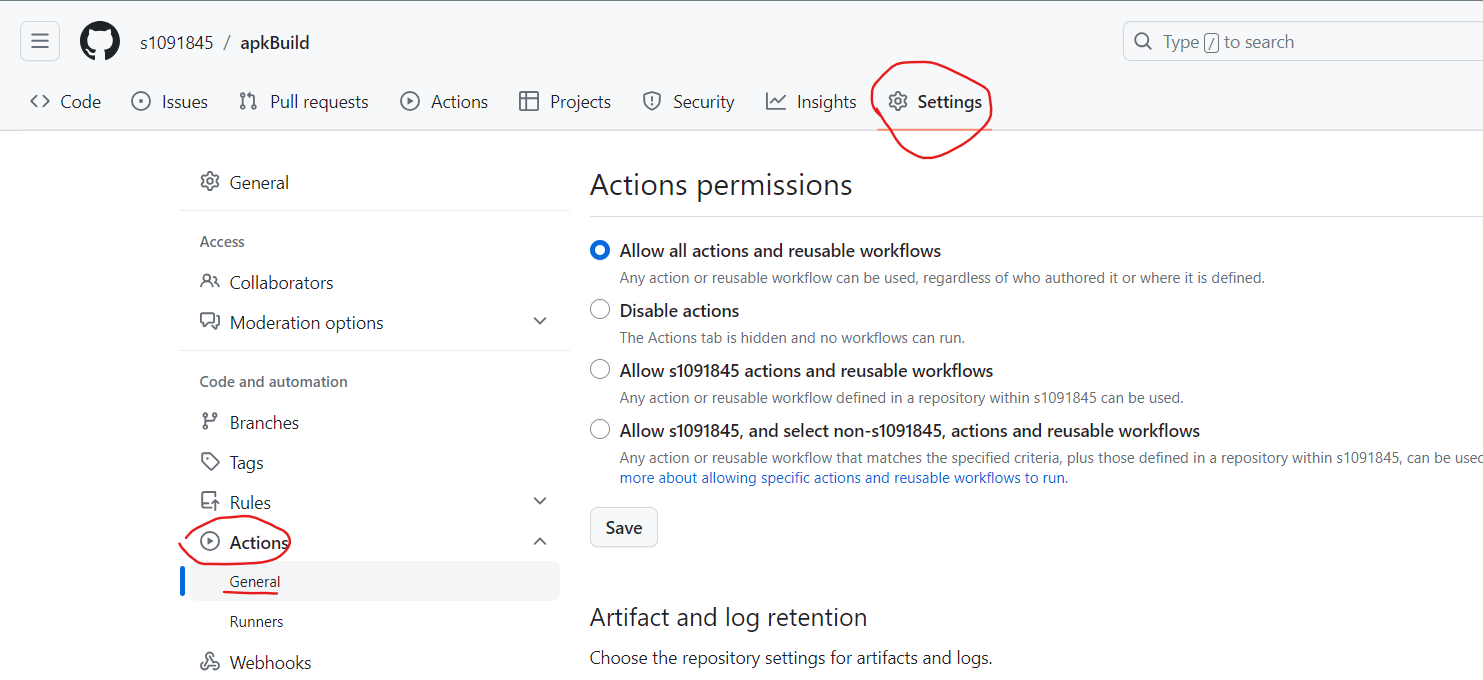 s1091845 / apkBuild
Type / to search
Code Issues Pull requests Actions Projects Security Insights Settings
General
Access
Collaborators
Moderation options
Code and automation
Branches
Tags
Rules
Actions
General
Runners
Webhooks
Actions permissions
Allow all actions and reusable workflows
Any action or reusable workflow can be used, regardless of who authored it or where it is defined.
Disable actions
The Actions tab is hidden and no workflows can run.
Allow s1091845 actions and reusable workflows
Any action or reusable workflow defined in a repository within s1091845 can be used.
Allow s1091845, and select non-s1091845, actions and reusable workflows
Any action or reusable workflow that matches the specified criteria, plus those defined in a repository within s1091845, can be used
more about allowing specific actions and reusable workflows to run.
Save
Artifact and log retention
Choose the repository settings for artifacts and logs.